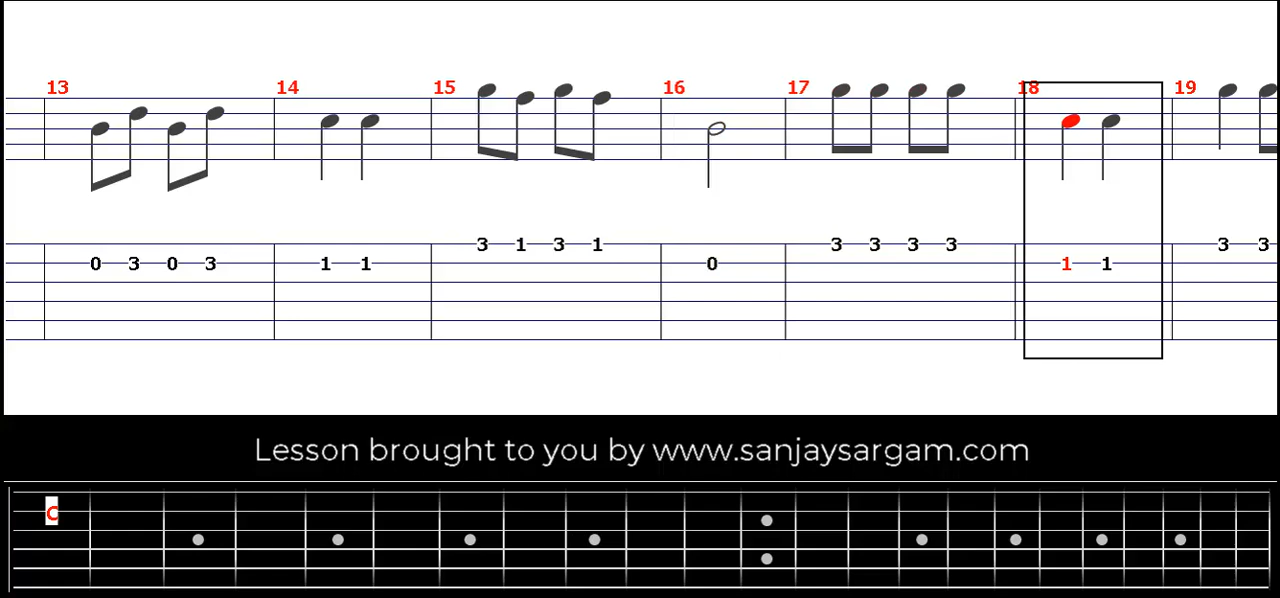 13 14 15 16 17 18 19
3 1 3 1 3 3 3 3 3 3
0 3 0 3 1 1 0 1 1
Lesson brought to you by www.sanjaysargam.com
C